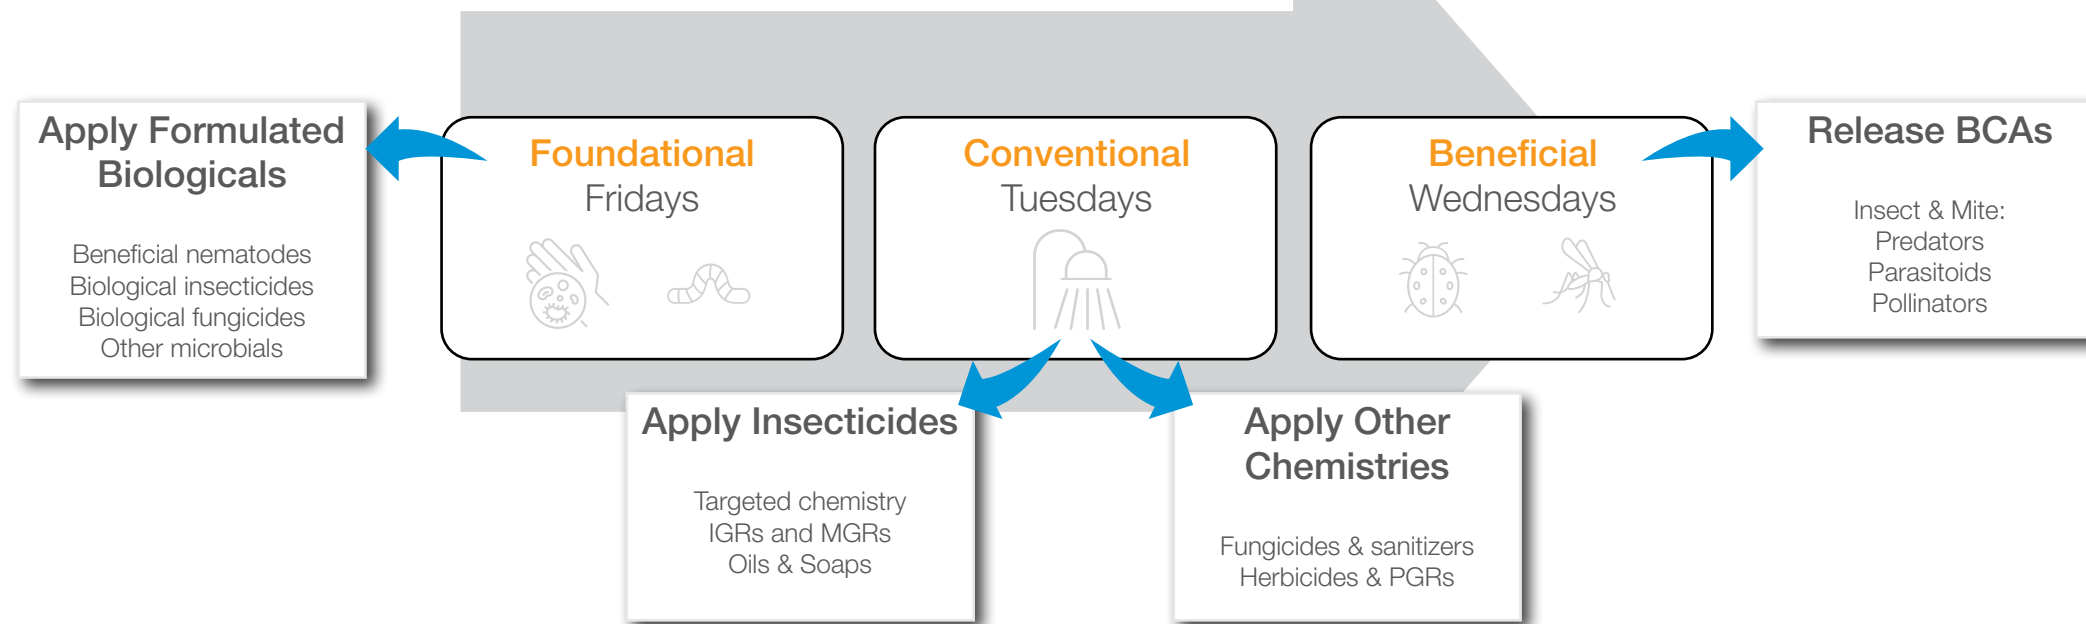 Apply Formulated
Biologicals
Beneficial nematodes
Biological insecticides
Biological fungicides
Other microbials
Foundational
Fridays
Conventional
Tuesdays
Beneficial
Wednesdays
Release BCAs
Insect & Mite:
Predators
Parasitoids
Pollinators
Apply Insecticides
Targeted chemistry
IGRs and MGRs
Oils & Soaps
Apply Other
Chemistries
Fungicides & sanitizers
Herbicides & PGRs